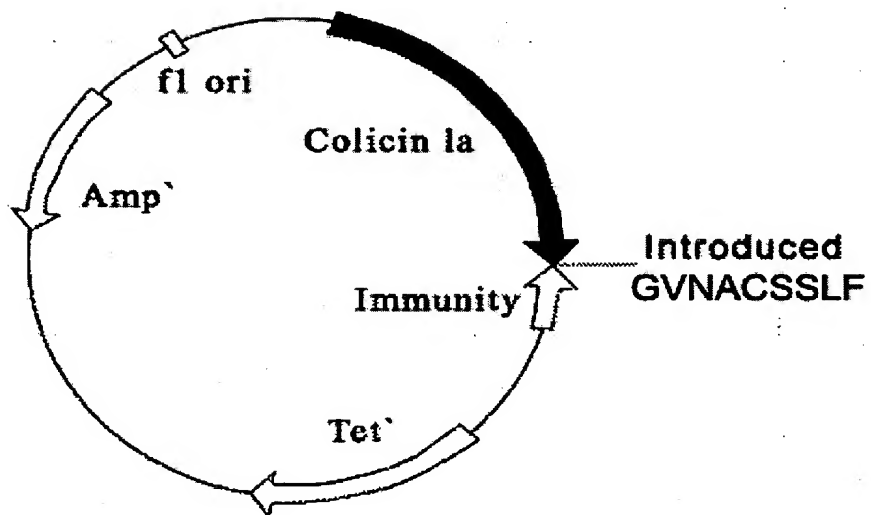 f1 ori
Colicin la
Amp`
Introduced
GVNACSSLF
Immunity
Tet`